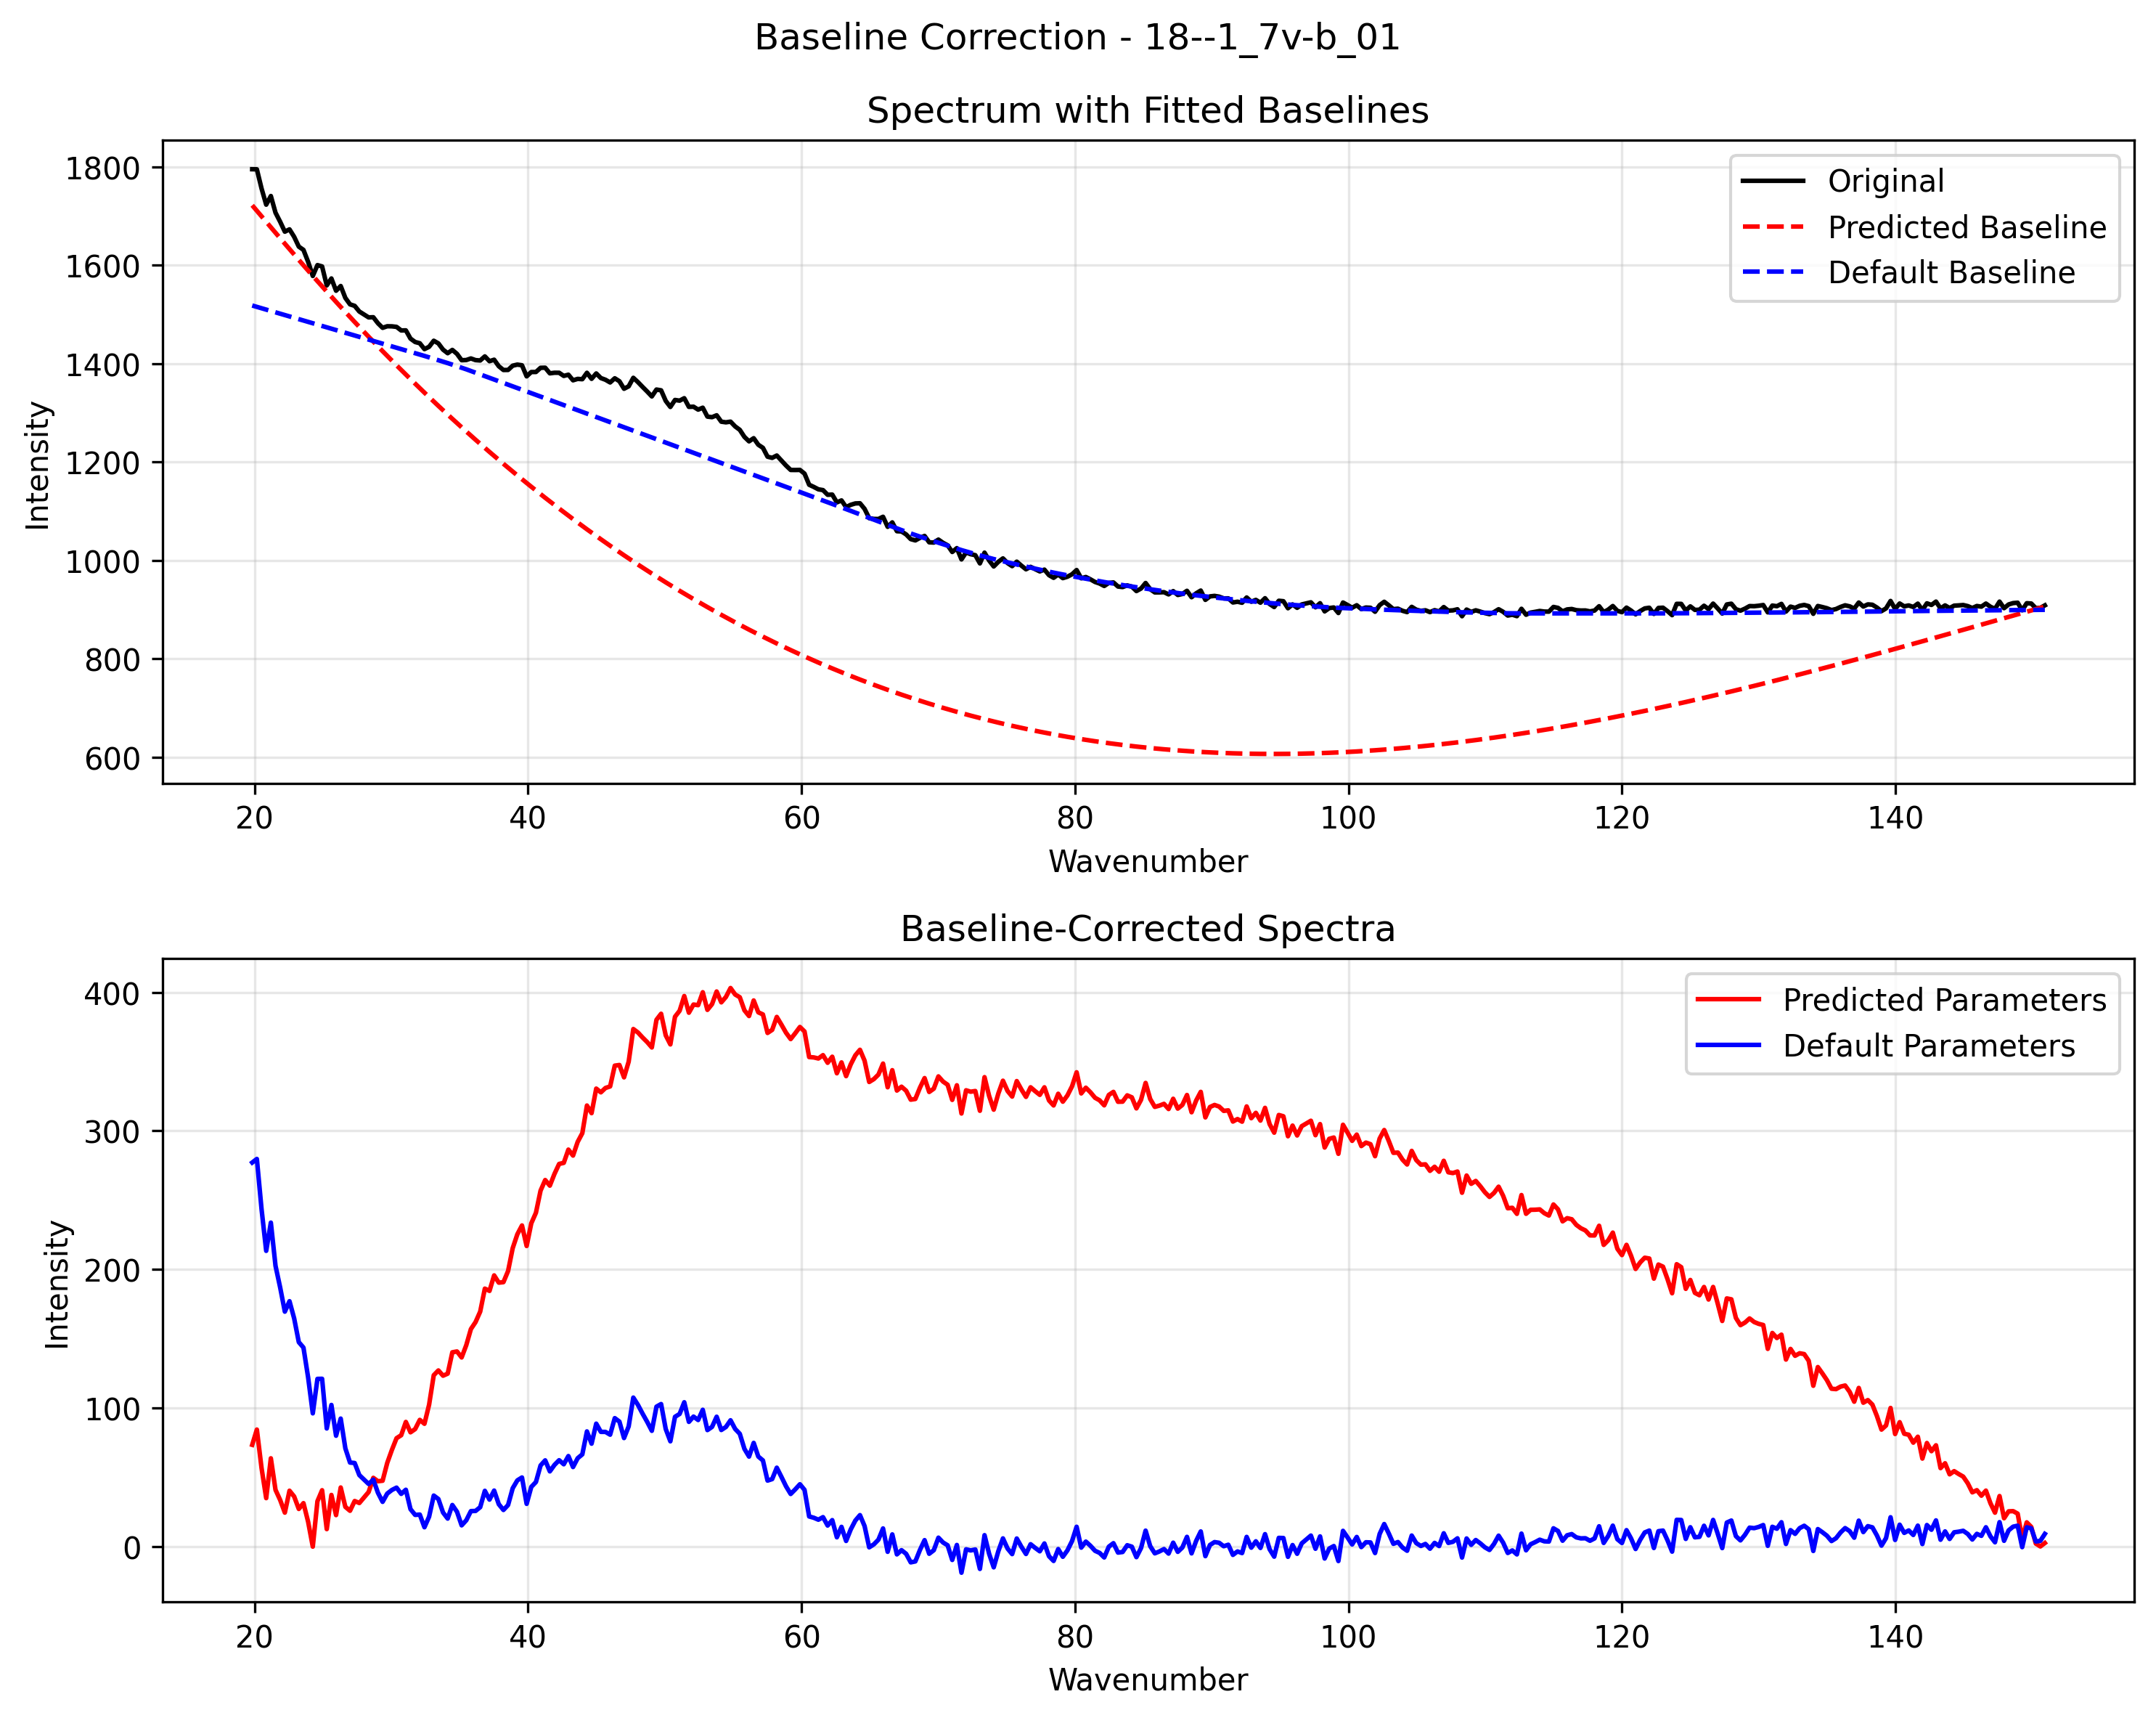 Baseline Correction - 18--1_7v-b_01
Spectrum with Fitted Baselines
1800
1600
1400
1200
1000
800
600
Intensity
Original
Predicted Baseline
Default Baseline
20 40 60 80 100 120 140
Wavenumber
Baseline-Corrected Spectra
400
300
200
100
0
Intensity
Predicted Parameters
Default Parameters
20 40 60 80 100 120 140
Wavenumber